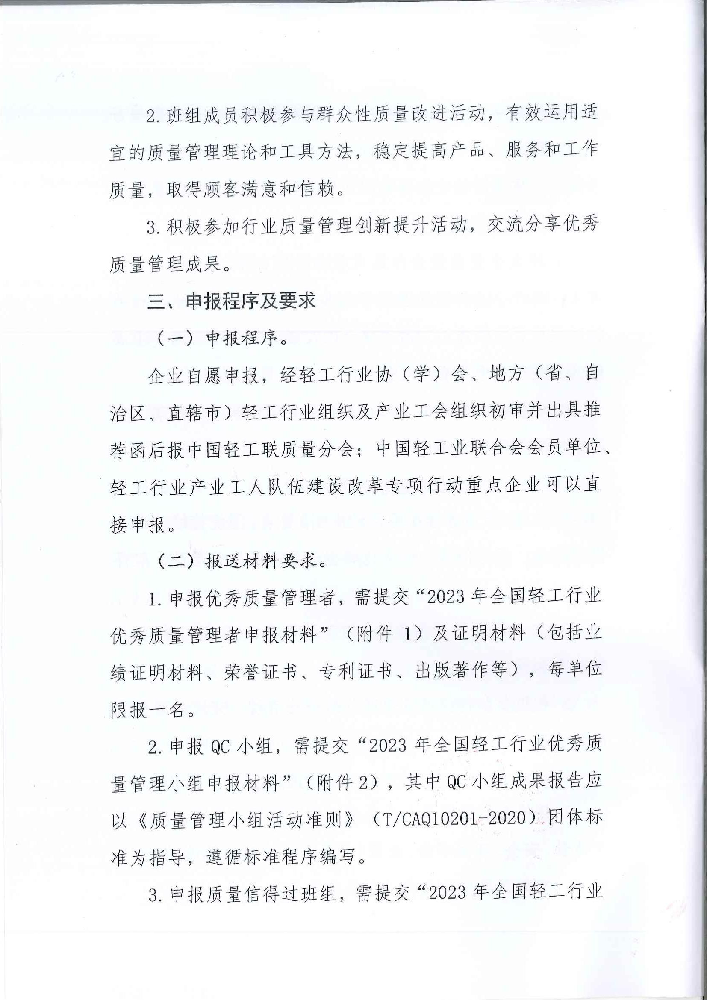 2.班组成员积极参与群众性质量改进活动，有效运用适
宜的质量管理理论和工具方法，稳定提高产品、服务和工作
质量，取得顾客满意和信赖。
3.积极参加行业质量管理创新提升活动，交流分享优秀
质量管理成果。
三、申报程序及要求
（一）申报程序。
企业自愿申报，经轻工行业协（学）会、地方（省、自
治区、直辖市）轻工行业组织及产业工会组织初审并出具推
荐函后报中国轻工联质量分会；中国轻工业联合会会员单位、
轻工行业产业工人队伍建设改革专项行动重点企业可以直
接申报。
（二）报送材料要求。
1.申报优秀质量管理者，需提交“2023 年全国轻工行业
优秀质量管理者申报材料”（附件 1）及证明材料（包括业
绩证明材料、荣誉证书、专利证书、出版著作等），每单位
限报一名。
2.申报 QC 小组，需提交“2023 年全国轻工行业优秀质
量管理小组申报材料”（附件 2），其中 QC 小组成果报告应
以《质量管理小组活动准则》（T/CAQ10201-2020）团体标
准为指导，遵循标准程序编写。
3.申报质量信得过班组，需提交“2023 年全国轻工行业